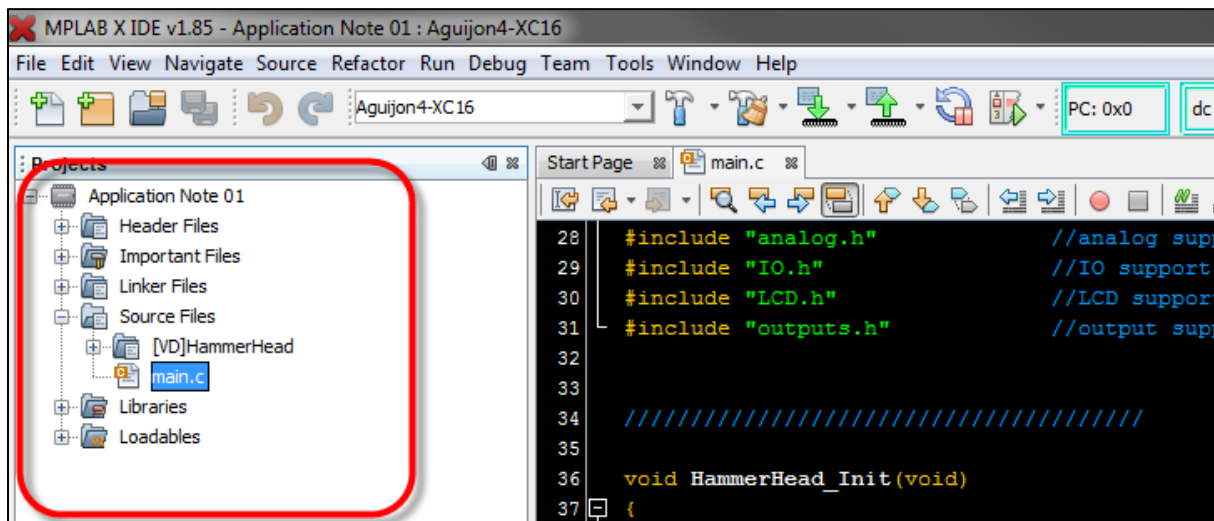 MPLAB X IDE v1.85 - Application Note 01 : Aguijon4-XC16
File Edit View Navigate Source Refactor Run Debug Team Tools Window Help
Aguijon4-XC16
PC: 0x0
dc
Projects
Application Note 01
Header Files
Important Files
Linker Files
Source Files
[VD]HammerHead
main.c
Libraries
Loadables
Start Page
main.c
28 #include "analog.h" //analog sup
29 #include "IO.h" //IO support
30 #include "LCD.h" //LCD suppor
31 #include "outputs.h" //output sup
32
33
34 ///////////////////////////////////////
35
36 void HammerHead_Init(void)
37 {